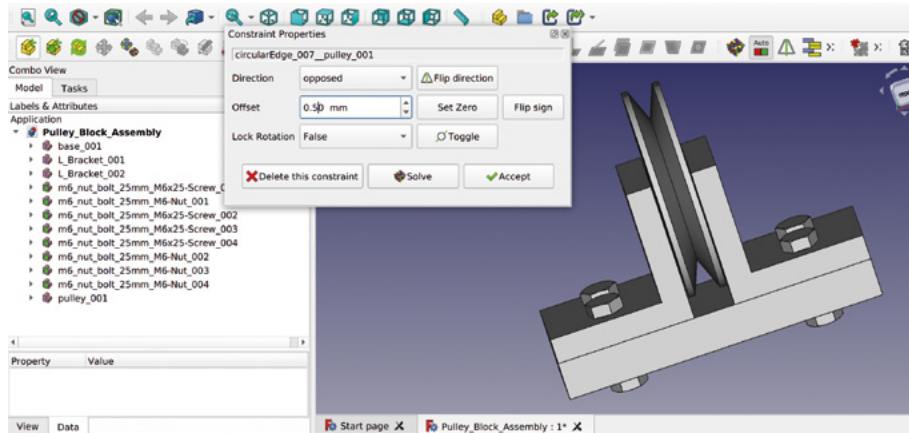 Constraint Properties
circularEdge_007__pulley_001
Direction opposed Flip direction
Offset 0.50 mm Set Zero Flip sign
Lock Rotation False Toggle
Delete this constraint Solve Accept
Auto
Combo View
Model Tasks
Labels & Attributes
Application
Pulley_Block_Assembly
base_001
L_Bracket_001
L_Bracket_002
m6_nut_bolt_25mm_M6x25-Screw_0
m6_nut_bolt_25mm_M6-Nut_001
m6_nut_bolt_25mm_M6x25-Screw_002
m6_nut_bolt_25mm_M6x25-Screw_003
m6_nut_bolt_25mm_M6x25-Screw_004
m6_nut_bolt_25mm_M6-Nut_002
m6_nut_bolt_25mm_M6-Nut_003
m6_nut_bolt_25mm_M6-Nut_004
pulley_001
Property Value
View Data
Start page Pulley_Block_Assembly : 1*